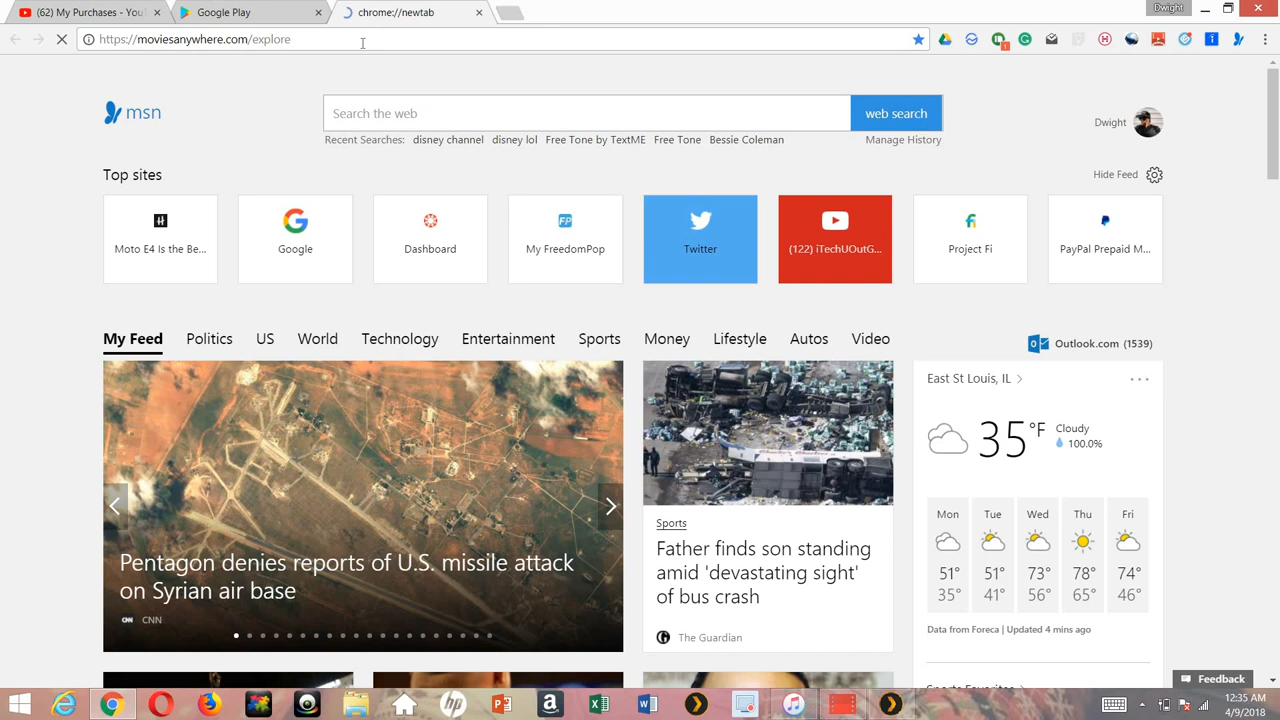 (62) My Purchases - You
Google Play
chrome://newtab
Dwight
https://moviesanywhere.com/explore
msn
Search the web
web search
Dwight
Recent Searches: disney channel disney lol Free Tone by TextME Free Tone Bessie Coleman
Manage History
Top sites
Hide Feed
Moto E4 Is the Be...
Google
Dashboard
My FreedomPop
Twitter
(122) iTechUOutG...
Project Fi
PayPal Prepaid M...
My Feed Politics US World Technology Entertainment Sports Money Lifestyle Autos Video
Outlook.com (1539)
Pentagon denies reports of U.S. missile attack
on Syrian air base
CNN
Sports
Father finds son standing
amid 'devastating sight'
of bus crash
The Guardian
East St Louis, IL
35°F
Cloudy
100.0%
Mon Tue Wed Thu Fri
51° 51° 73° 78° 74°
35° 41° 56° 65° 46°
Data from Foreca | Updated 4 mins ago
Sports Favorites
Feedback
12:35 AM
4/9/2018